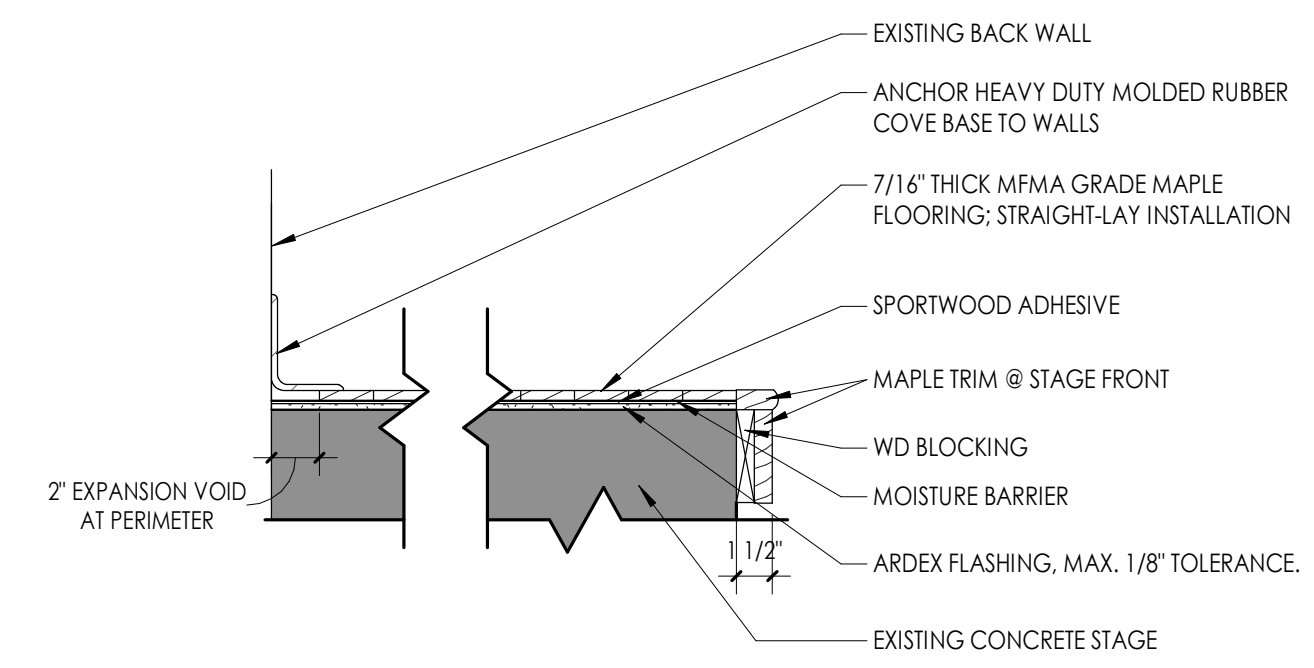 EXISTING BACK WALL
ANCHOR HEAVY DUTY MOLDED RUBBER
COVE BASE TO WALLS
7/16" THICK MFMA GRADE MAPLE
FLOORING; STRAIGHT-LAY INSTALLATION
SPORTWOOD ADHESIVE
MAPLE TRIM @ STAGE FRONT
WD BLOCKING
MOISTURE BARRIER
2" EXPANSION VOID
AT PERIMETER
1 1/2"
ARDEX FLASHING, MAX. 1/8" TOLERANCE.
EXISTING CONCRETE STAGE